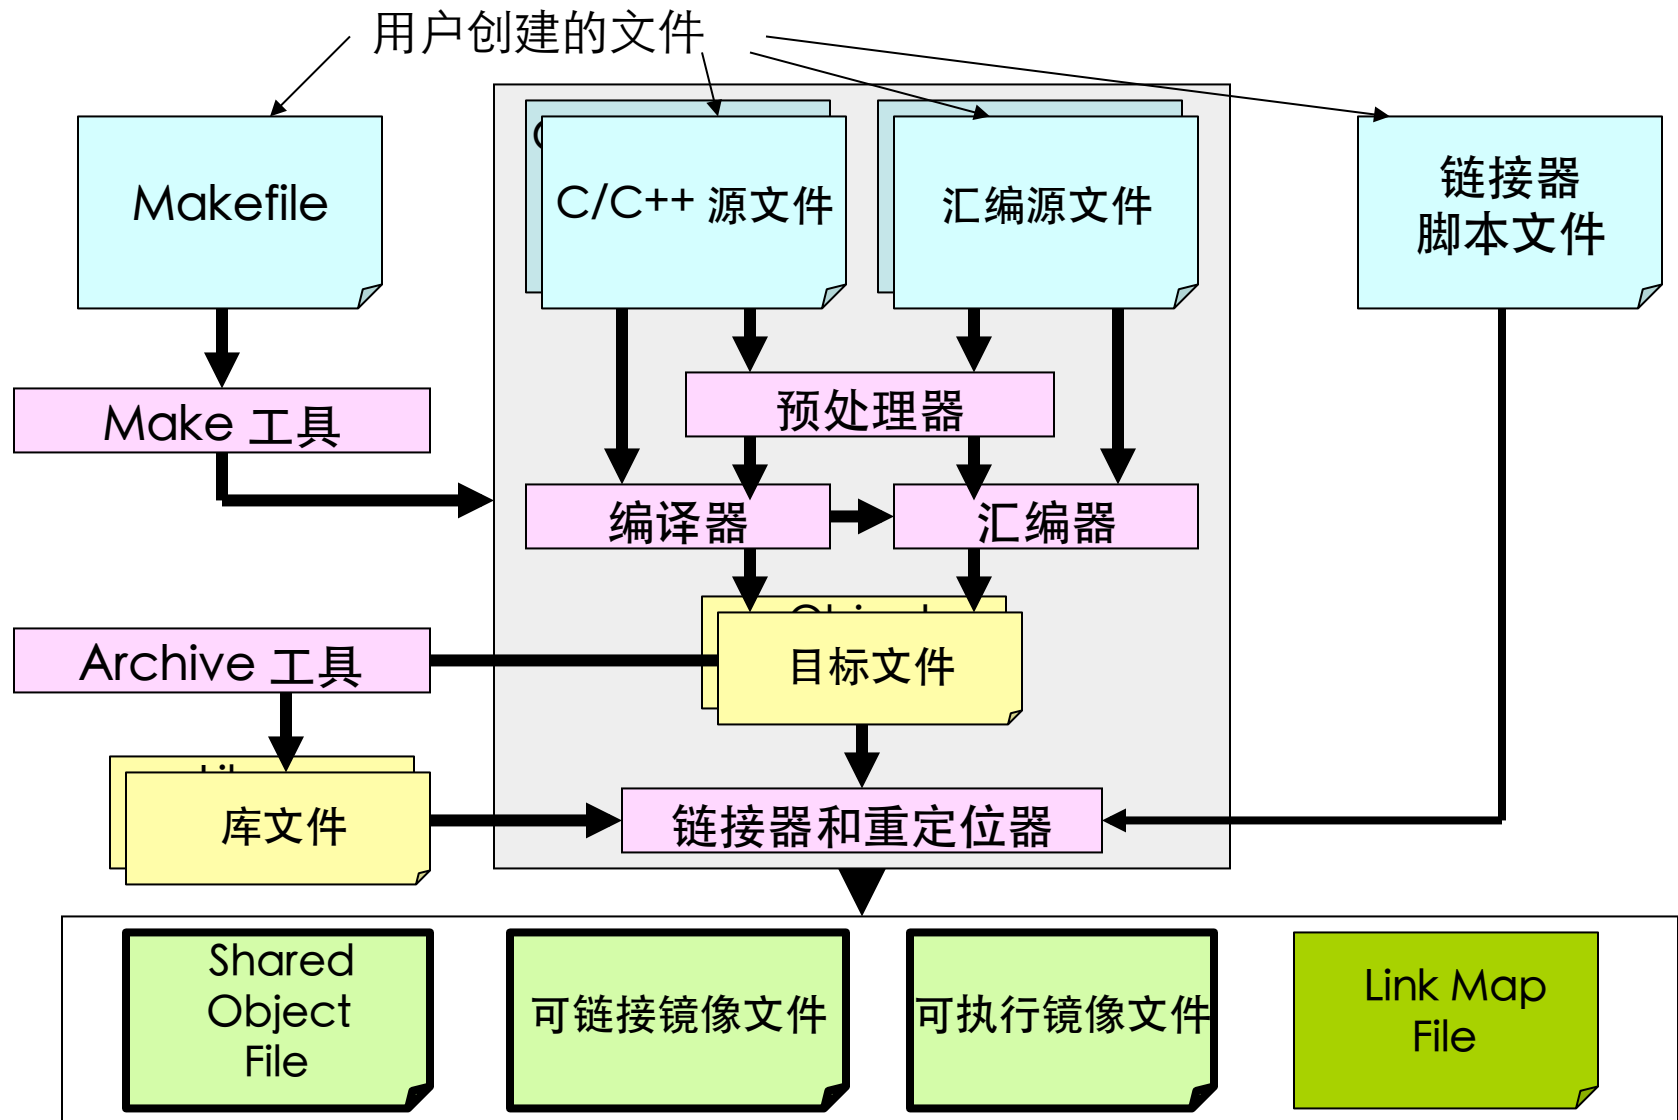 用户创建的文件
Makefile
C/C++ 源文件
汇编源文件
链接器
脚本文件
Make 工具
预处理器
编译器
汇编器
Archive 工具
目标文件
库文件
链接器和重定位器
Shared
Object
File
可链接镜像文件
可执行镜像文件
Link Map
File